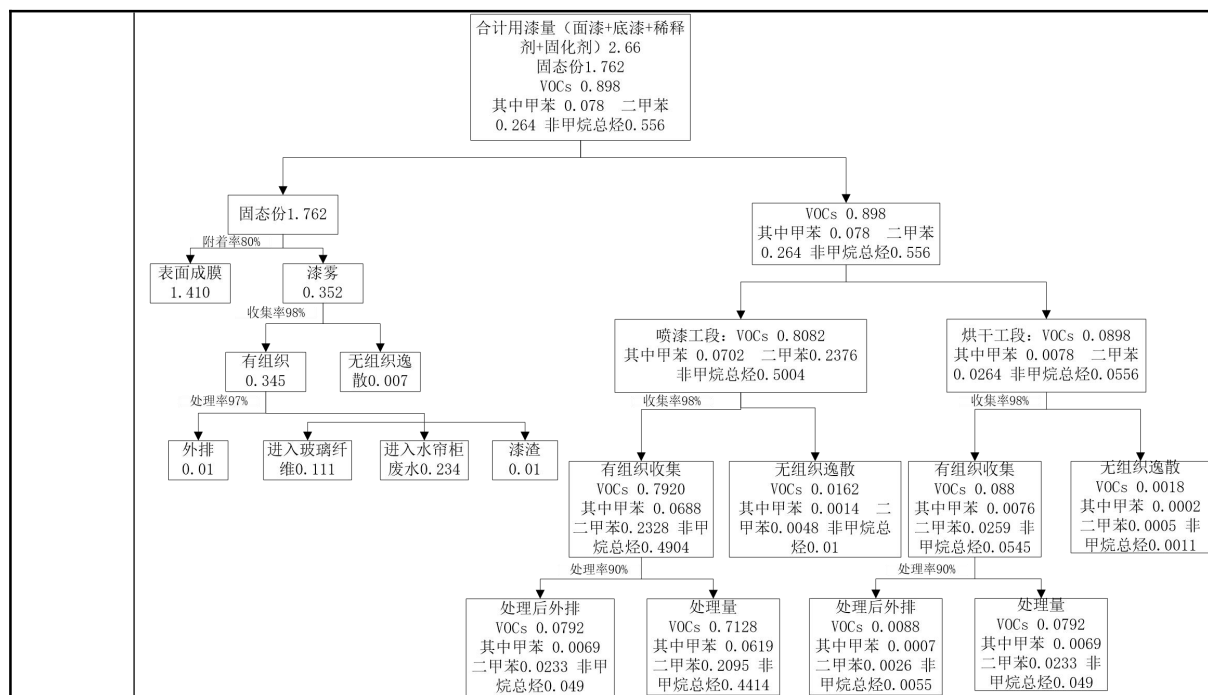 合计用漆量（面漆+底漆+稀释
剂+固化剂）2.66
固态份1.762
VOCs 0.898
其中甲苯 0.078 二甲苯
0.264 非甲烷总烃0.556
固态份1.762
VOCs 0.898
其中甲苯 0.078 二甲苯
0.264 非甲烷总烃0.556
附着率80%
表面成膜
1.410
漆雾
0.352
收集率98%
有组织
0.345
无组织逸
散0.007
处理率97%
外排
0.01
进入玻璃纤
维0.111
进入水帘柜
废水0.234
漆渣
0.01
喷漆工段：VOCs 0.8082
其中甲苯 0.0702 二甲苯0.2376
非甲烷总烃0.5004
烘干工段：VOCs 0.0898
其中甲苯 0.0078 二甲苯
0.0264 非甲烷总烃0.0556
收集率98%
收集率98%
有组织收集
VOCs 0.7920
其中甲苯 0.0688
二甲苯0.2328 非甲
烷总烃0.4904
无组织逸散
VOCs 0.0162
其中甲苯 0.0014 二
甲苯0.0048 非甲烷总
烃0.01
有组织收集
VOCs 0.088
其中甲苯 0.0076
二甲苯0.0259 非
甲烷总烃0.0545
无组织逸散
VOCs 0.0018
其中甲苯 0.0002
二甲苯0.0005 非
甲烷总烃0.0011
处理率90%
处理率90%
处理后外排
VOCs 0.0792
其中甲苯 0.0069
二甲苯0.0233 非甲
烷总烃0.049
处理量
VOCs 0.7128
其中甲苯 0.0619
二甲苯0.2095 非
甲烷总烃0.4414
处理后外排
VOCs 0.0088
其中甲苯 0.0007
二甲苯0.0026 非
甲烷总烃0.0055
处理量
VOCs 0.0792
其中甲苯 0.0069
二甲苯0.0233 非
甲烷总烃0.049